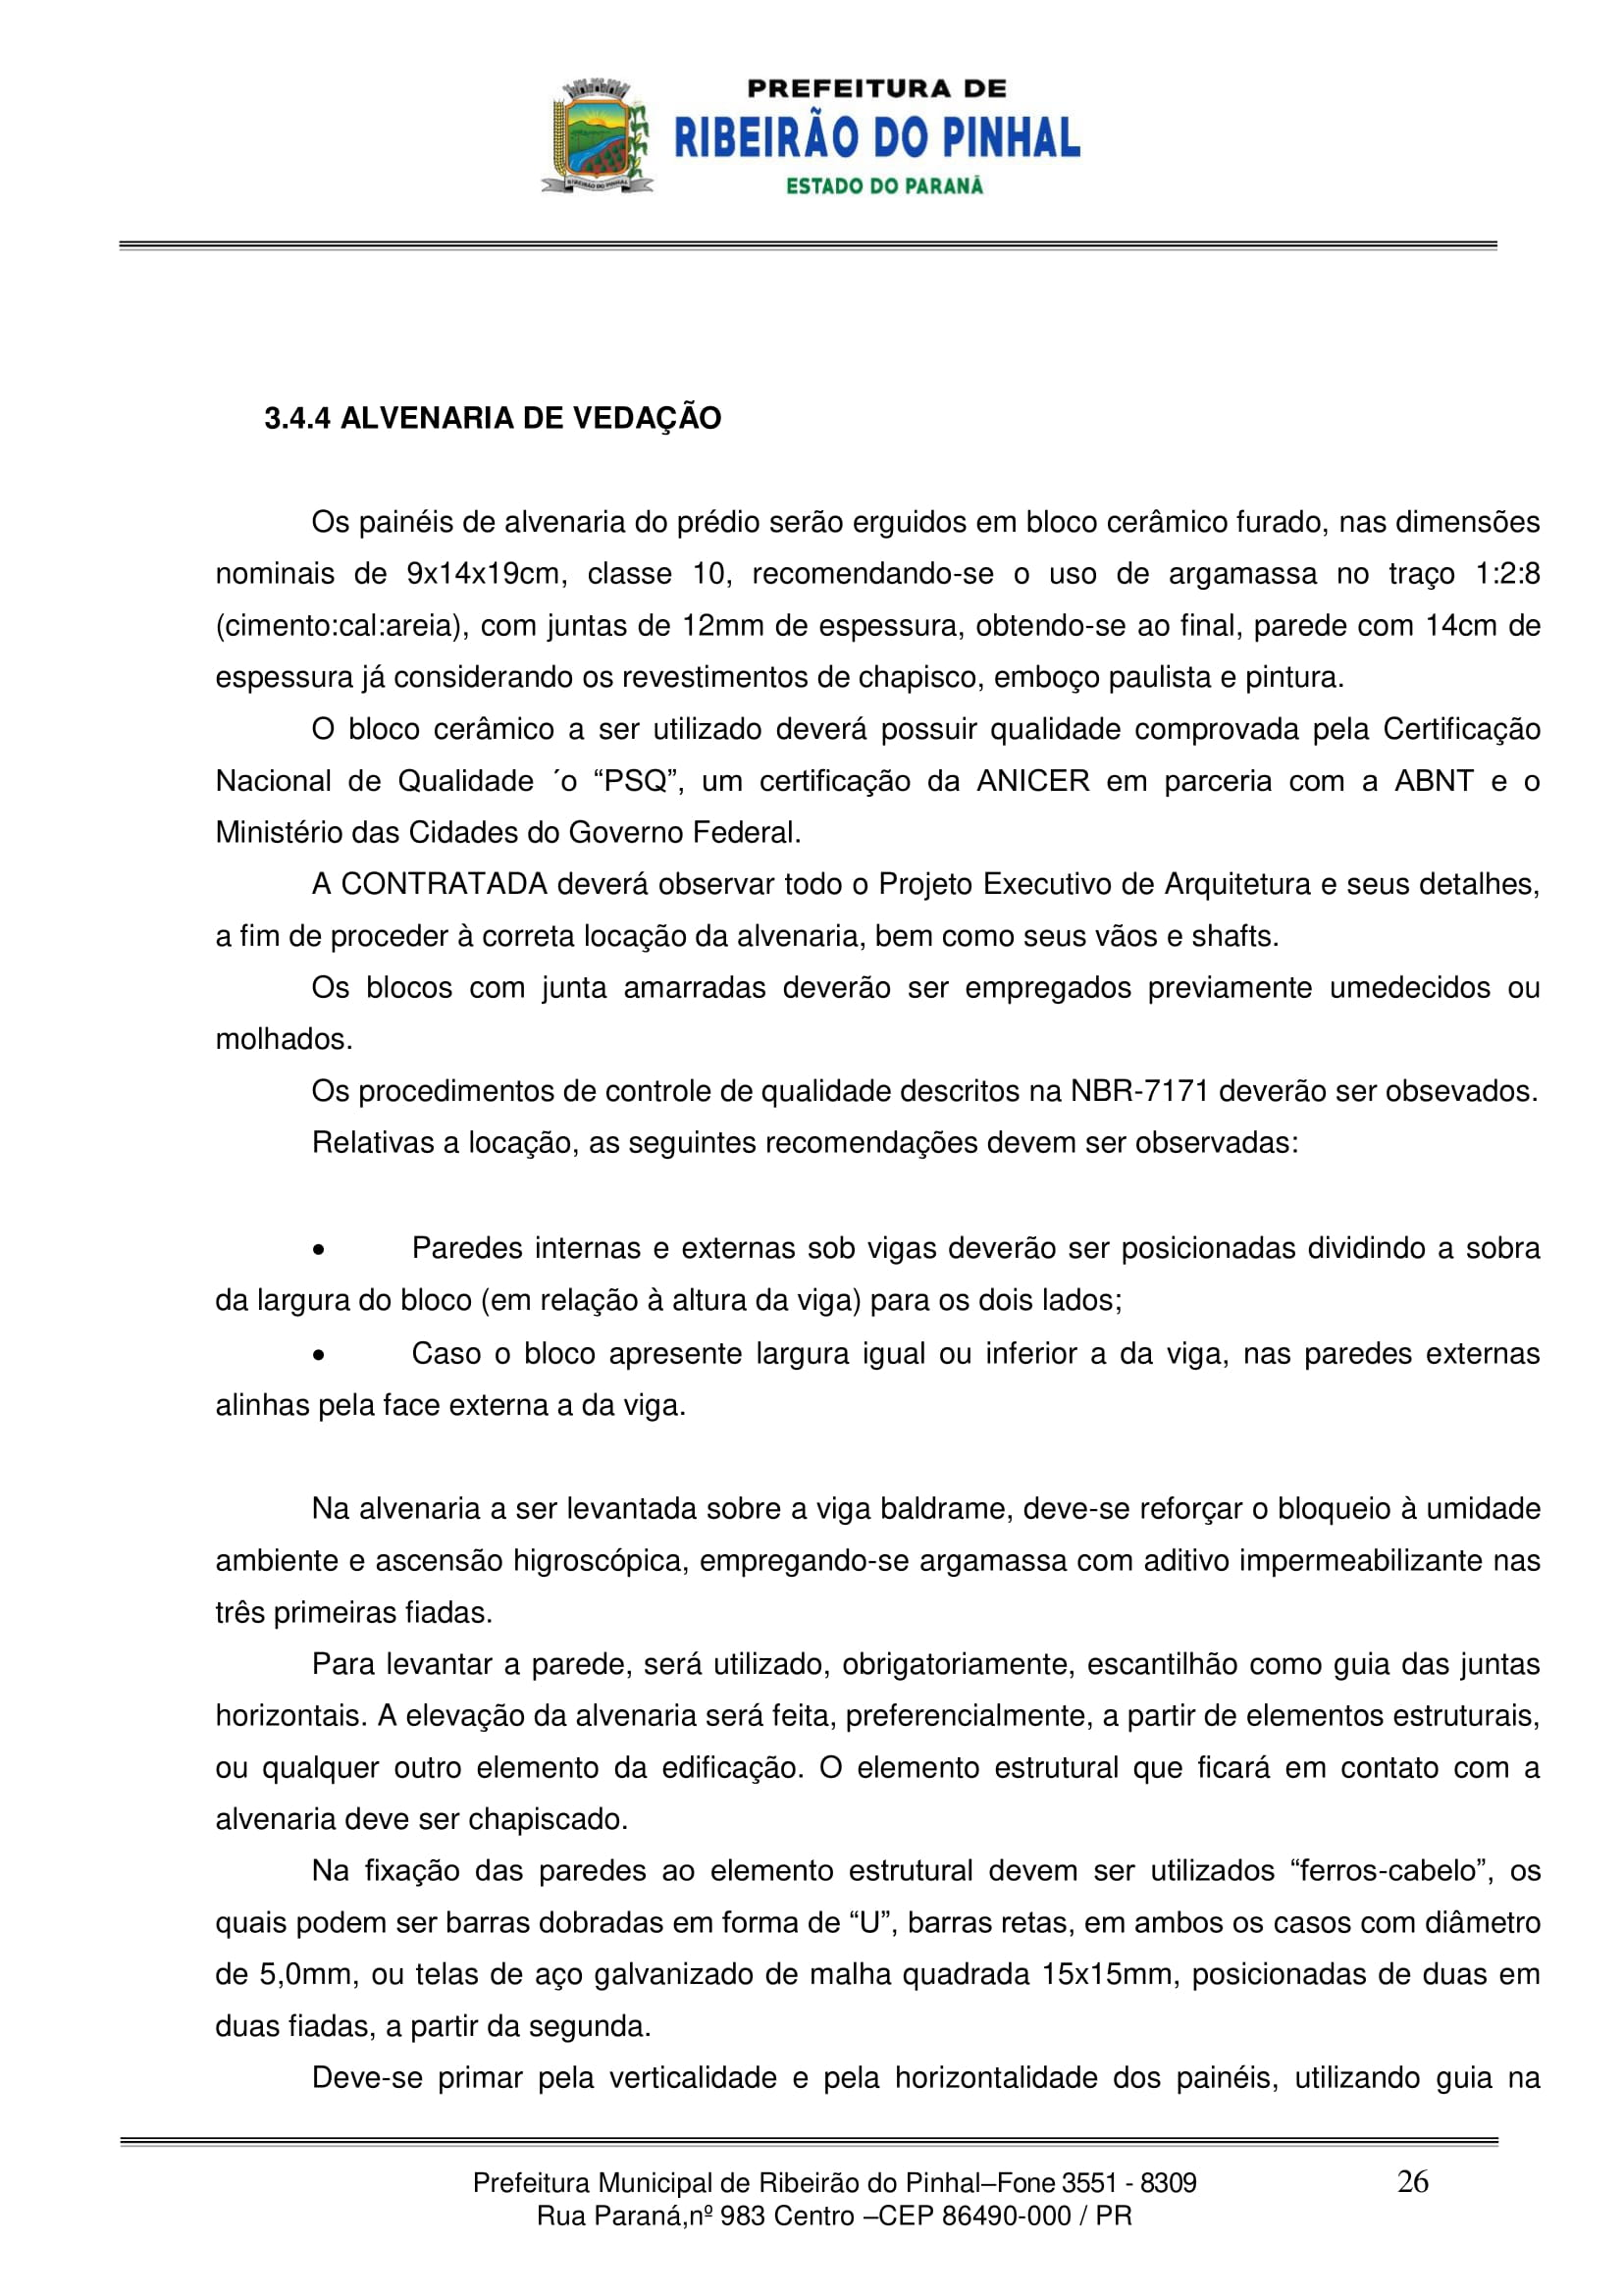 PREFEITURA DE
RIBEIRÃO DO PINHAL
ESTADO DO PARANÁ
RIBEIRÃO DO PINHAL
3.4.4 ALVENARIA DE VEDAÇÃO
Os painéis de alvenaria do prédio serão erguidos em bloco cerâmico furado, nas dimensões
nominais de 9x14x19cm, classe 10, recomendando-se o uso de argamassa no traço 1:2:8
(cimento:cal:areia), com juntas de 12mm de espessura, obtendo-se ao final, parede com 14cm de
espessura já considerando os revestimentos de chapisco, emboço paulista e pintura.
O bloco cerâmico a ser utilizado deverá possuir qualidade comprovada pela Certificação
Nacional de Qualidade ´o “PSQ”, um certificação da ANICER em parceria com a ABNT e o
Ministério das Cidades do Governo Federal.
A CONTRATADA deverá observar todo o Projeto Executivo de Arquitetura e seus detalhes,
a fim de proceder à correta locação da alvenaria, bem como seus vãos e shafts.
Os blocos com junta amarradas deverão ser empregados previamente umedecidos ou
molhados.
Os procedimentos de controle de qualidade descritos na NBR-7171 deverão ser obsevados.
Relativas a locação, as seguintes recomendações devem ser observadas:
• Paredes internas e externas sob vigas deverão ser posicionadas dividindo a sobra
da largura do bloco (em relação à altura da viga) para os dois lados;
• Caso o bloco apresente largura igual ou inferior a da viga, nas paredes externas
alinhas pela face externa a da viga.
Na alvenaria a ser levantada sobre a viga baldrame, deve-se reforçar o bloqueio à umidade
ambiente e ascensão higroscópica, empregando-se argamassa com aditivo impermeabilizante nas
três primeiras fiadas.
Para levantar a parede, será utilizado, obrigatoriamente, escantilhão como guia das juntas
horizontais. A elevação da alvenaria será feita, preferencialmente, a partir de elementos estruturais,
ou qualquer outro elemento da edificação. O elemento estrutural que ficará em contato com a
alvenaria deve ser chapiscado.
Na fixação das paredes ao elemento estrutural devem ser utilizados “ferros-cabelo”, os
quais podem ser barras dobradas em forma de “U”, barras retas, em ambos os casos com diâmetro
de 5,0mm, ou telas de aço galvanizado de malha quadrada 15x15mm, posicionadas de duas em
duas fiadas, a partir da segunda.
Deve-se primar pela verticalidade e pela horizontalidade dos painéis, utilizando guia na
Prefeitura Municipal de Ribeirão do Pinhal–Fone 3551 - 8309 26
Rua Paraná,nº 983 Centro –CEP 86490-000 / PR